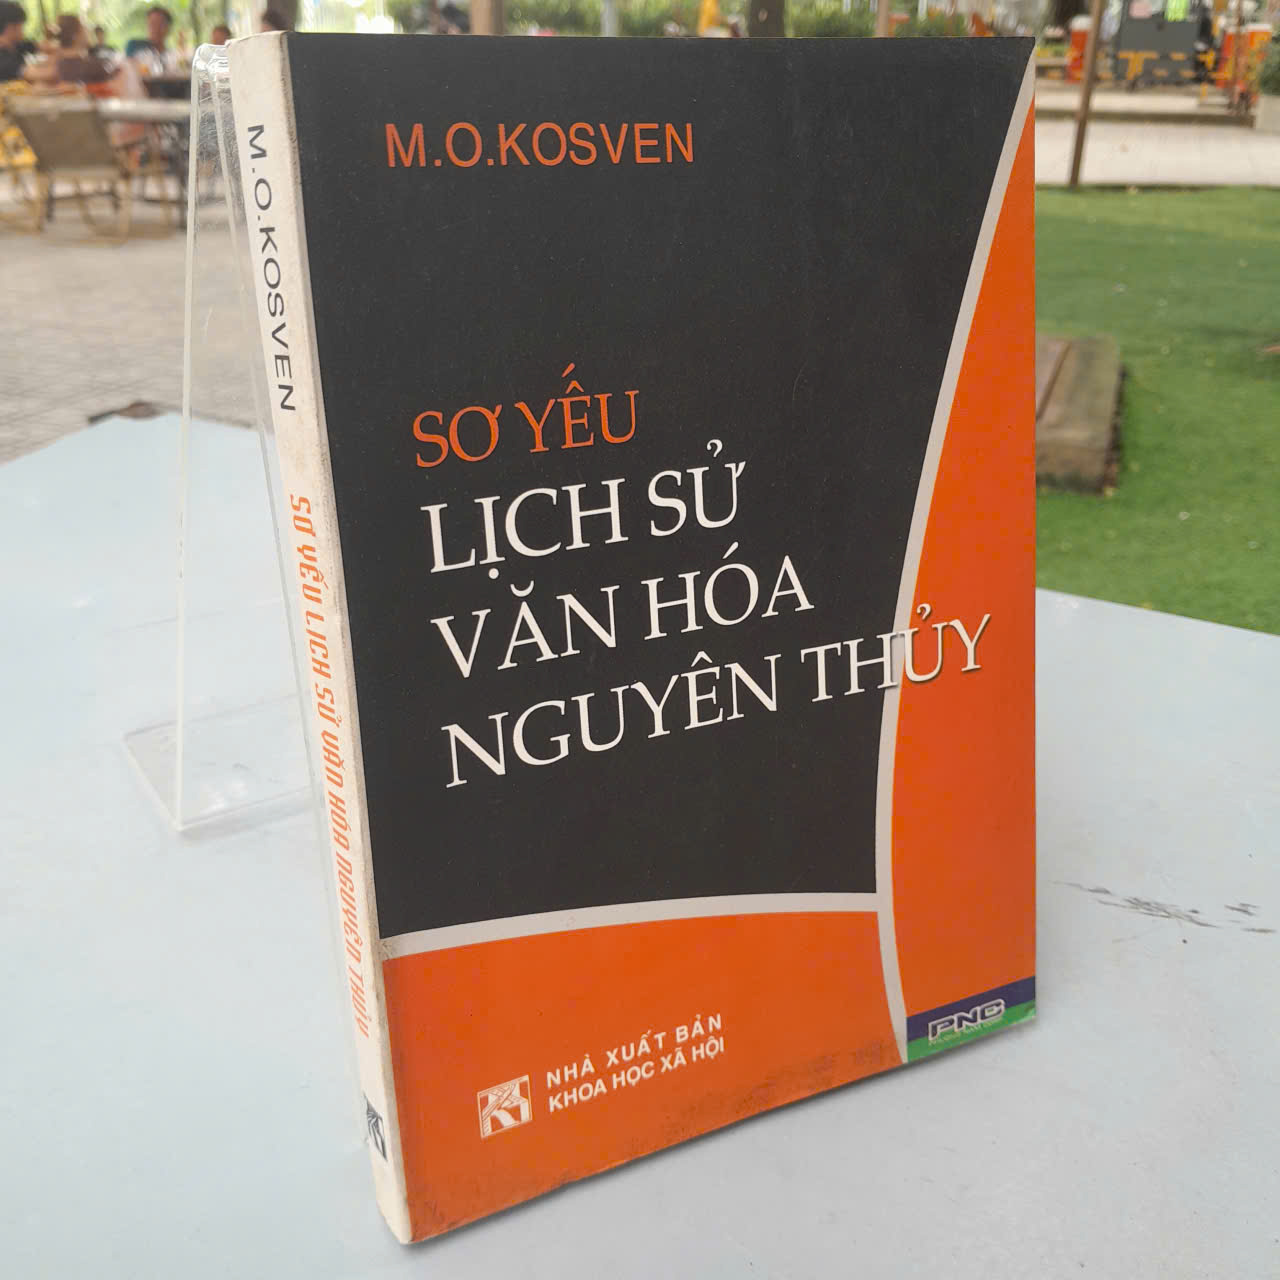 M.O.KOSVEN
SƠ YẾU
LỊCH SỬ
VĂN HÓA
NGUYÊN THỦY
NHÀ XUẤT BẢN
KHOA HỌC XÃ HỘI
PNC
M.O.KOSVEN
SƠ YẾU LỊCH SỬ VĂN HÓA NGUYÊN THỦY